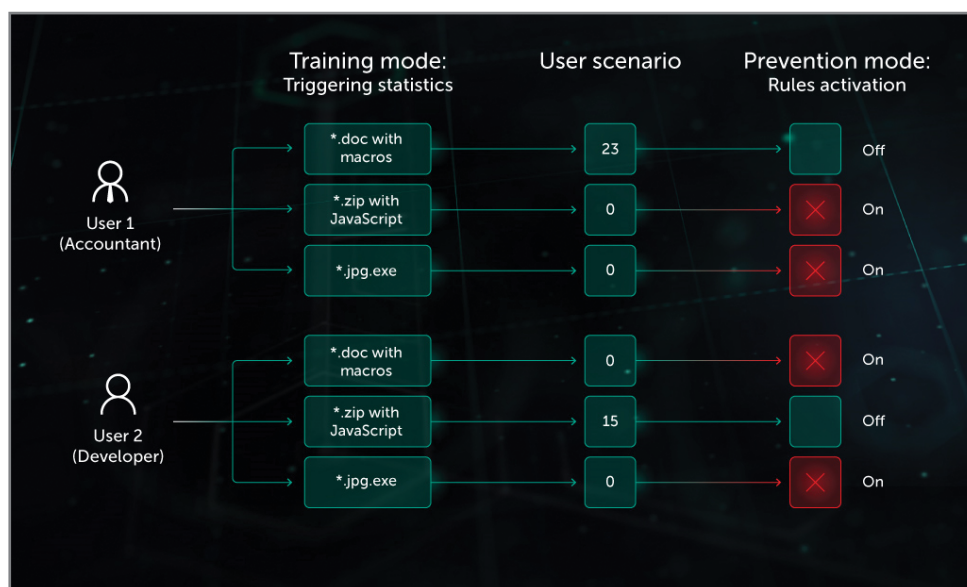 Training mode:
Triggering statistics
User scenario
Prevention mode:
Rules activation
User 1
(Accountant)
*.doc with
macros
23
Off
*.zip with
JavaScript
0
On
*.jpg.exe
0
On
User 2
(Developer)
*.doc with
macros
0
On
*.zip with
JavaScript
15
Off
*.jpg.exe
0
On